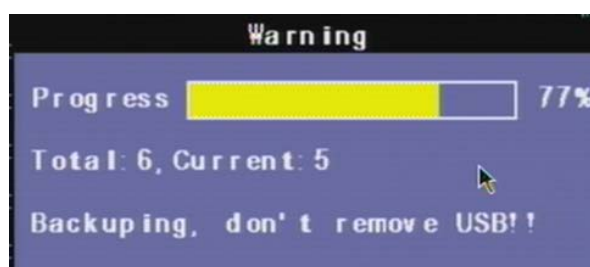 Warning
Progress 77%
Total: 6, Current: 5
Backuping, don't remove USB!!